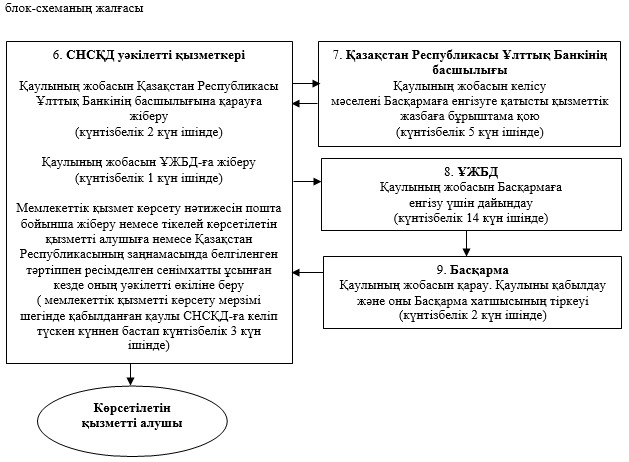 блок-схеманың жалғасы
6. СНСҚД уәкілетті қызметкері
Қаулының жобасын Қазақстан Республикасы
Ұлттық Банкінің басшылығына қарауға
жіберу
(күнтізбелік 2 күн ішінде)
Қаулының жобасын ҰЖБД-ға жіберу
(күнтізбелік 1 күн ішінде)
Мемлекеттік қызмет көрсету нәтижесін пошта
бойынша жіберу немесе тікелей көрсетілетін
қызметті алушыға немесе Қазақстан
Республикасының заңнамасында белгіленген
тәртіппен ресімделген сенімхатты ұсынған
кезде оның уәкілетті өкіліне беру
( мемлекеттік қызметті көрсету мерзімі
шегінде қабылданған қаулы СНСҚД-ға келіп
түскен күннен бастап күнтізбелік 3 күн
ішінде)
7. Қазақстан Республикасы Ұлттық Банкінің
басшылығы
Қаулының жобасын келісу
мәселені Басқармаға енгізуге қатысты қызметтік
жазбаға бұрыштама қою
(күнтізбелік 5 күн ішінде)
8. ҰЖБД
Қаулының жобасын Басқармаға
енгізу үшін дайындау
(күнтізбелік 14 күн ішінде)
9. Басқарма
Қаулының жобасын қарау. Қаулыны қабылдау
және оны Басқарма хатшысының тіркеуі
(күнтізбелік 2 күн ішінде)
Көрсетілетін
қызметті алушы